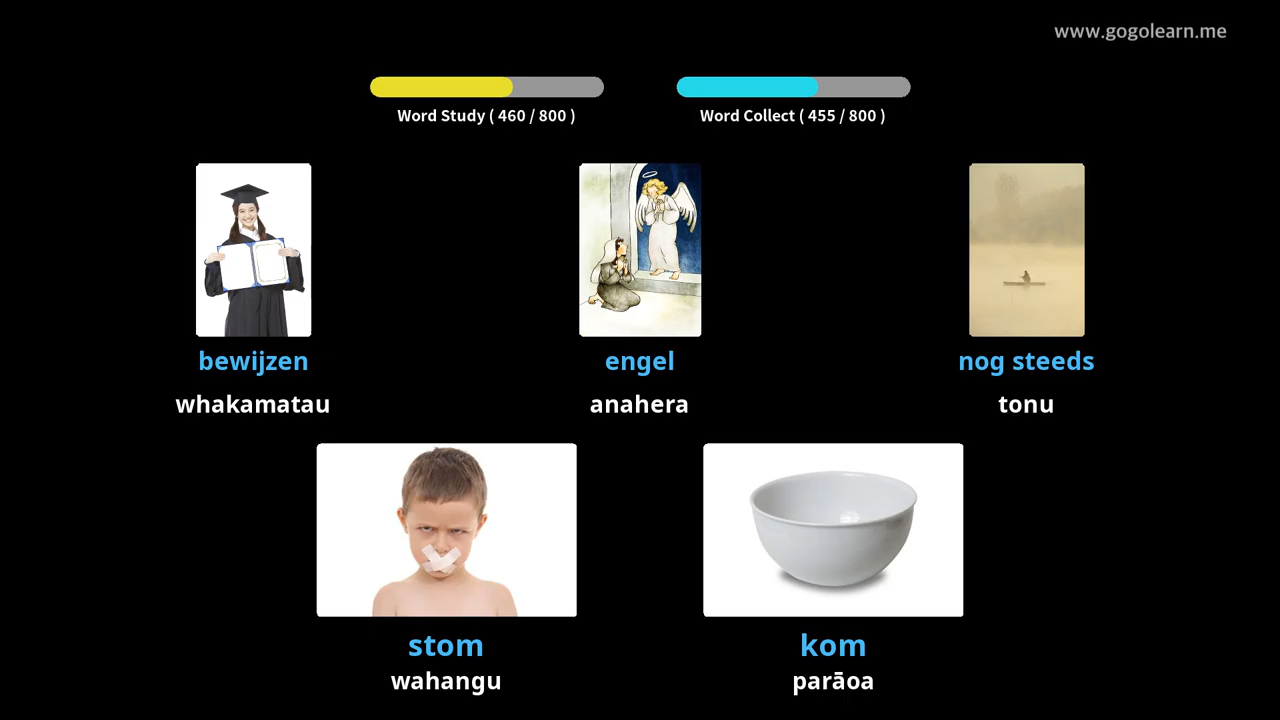 www.gogolearn.me
Word Study ( 460 / 800 )
Word Collect ( 455 / 800 )
bewijzen
whakamatau
engel
anahera
nog steeds
tonu
stom
wahangu
kom
parāoa